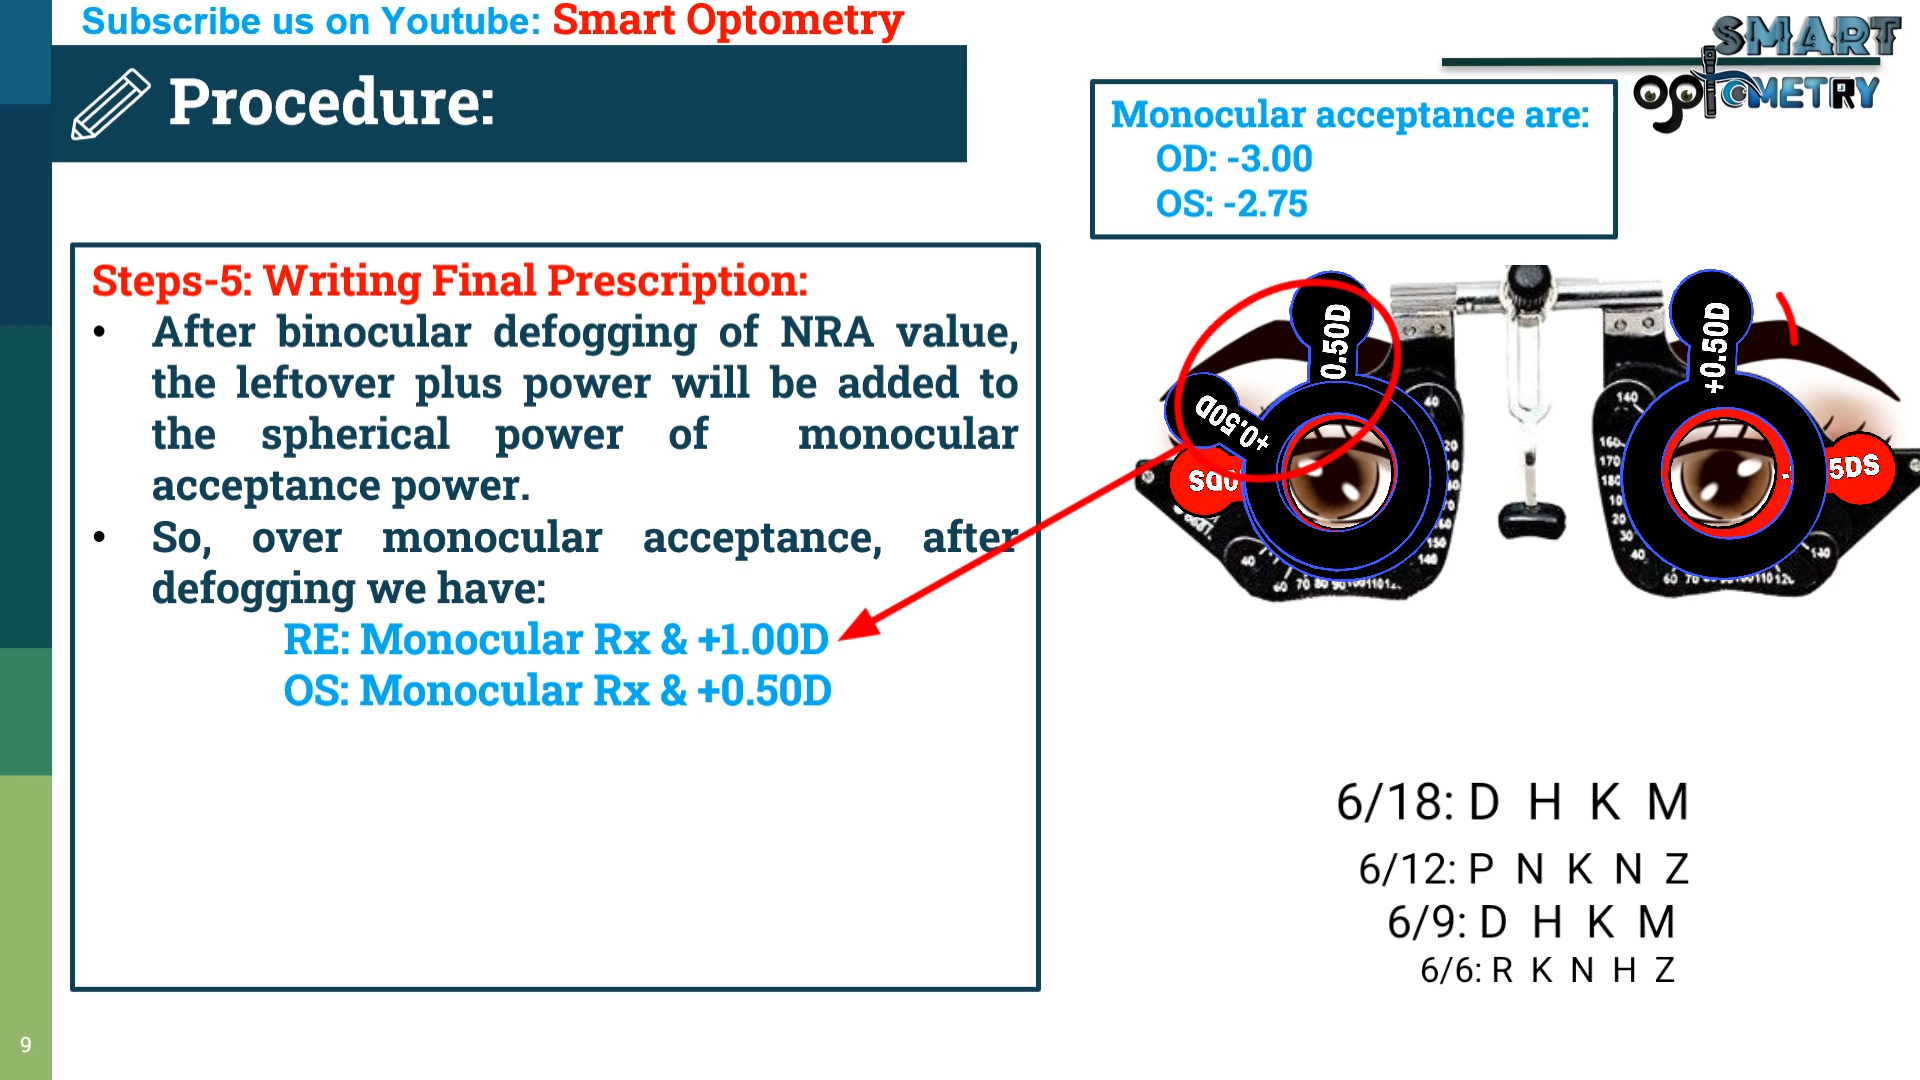 Subscribe us on Youtube: Smart Optometry
SMART
OPTOMETRY
Procedure:
Monocular acceptance are:
OD: -3.00
OS: -2.75
Steps-5: Writing Final Prescription:
• After binocular defogging of NRA value,
the leftover plus power will be added to
the spherical power of monocular
acceptance power.
• So, over monocular acceptance, after
defogging we have:
RE: Monocular Rx & +1.00D
OS: Monocular Rx & +0.50D
0.50D
+0.50D
+0.50D
5DS
6/18: D H K M
6/12: P N K N Z
6/9: D H K M
6/6: R K N H Z
9